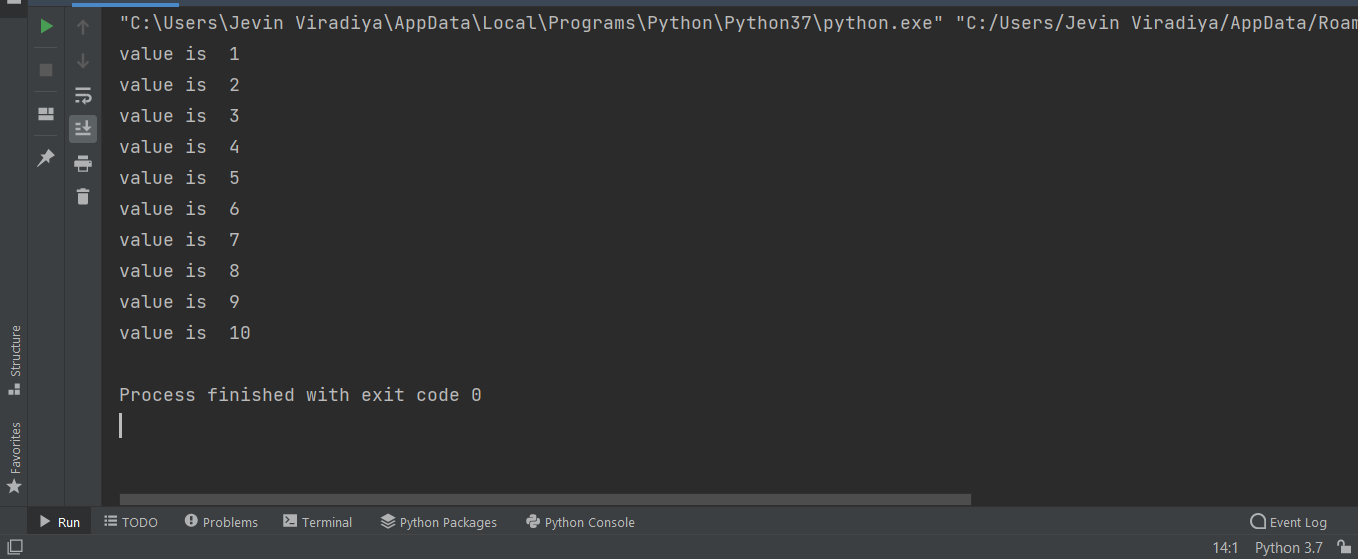 "C:\Users\Jevin Viradiya\AppData\Local\Programs\Python\Python37\python.exe" "C:/Users/Jevin Viradiya/AppData/Roam
value is  1
value is  2
value is  3
value is  4
value is  5
value is  6
value is  7
value is  8
value is  9
value is  10
Process finished with exit code 0
Structure
Favorites
Run TODO Problems Terminal Python Packages Python Console Event Log
14:1 Python 3.7